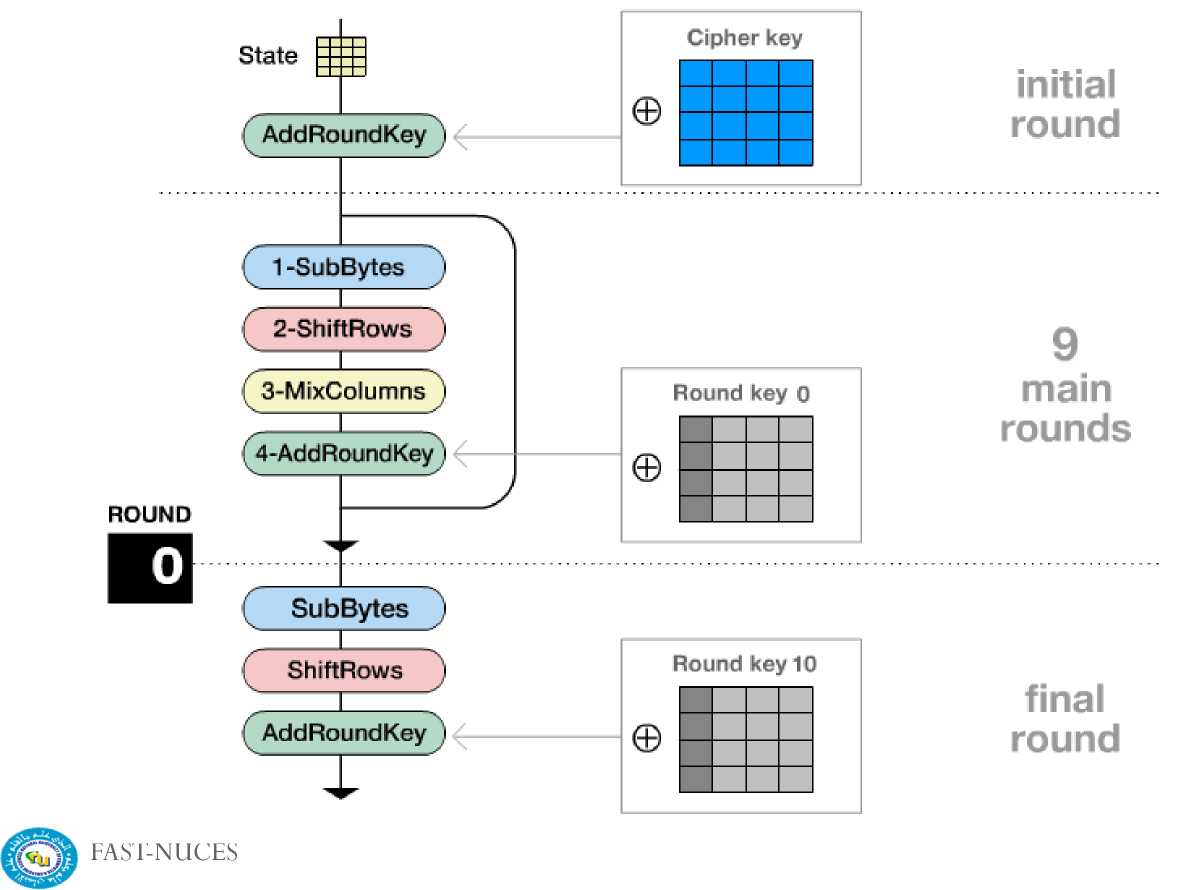 State
Cipher key
initial
round
AddRoundKey
1-SubBytes
2-ShiftRows
3-MixColumns
4-AddRoundKey
Round key 0
9
main
rounds
ROUND
0
SubBytes
ShiftRows
AddRoundKey
Round key 10
final
round
FAST-NUCES